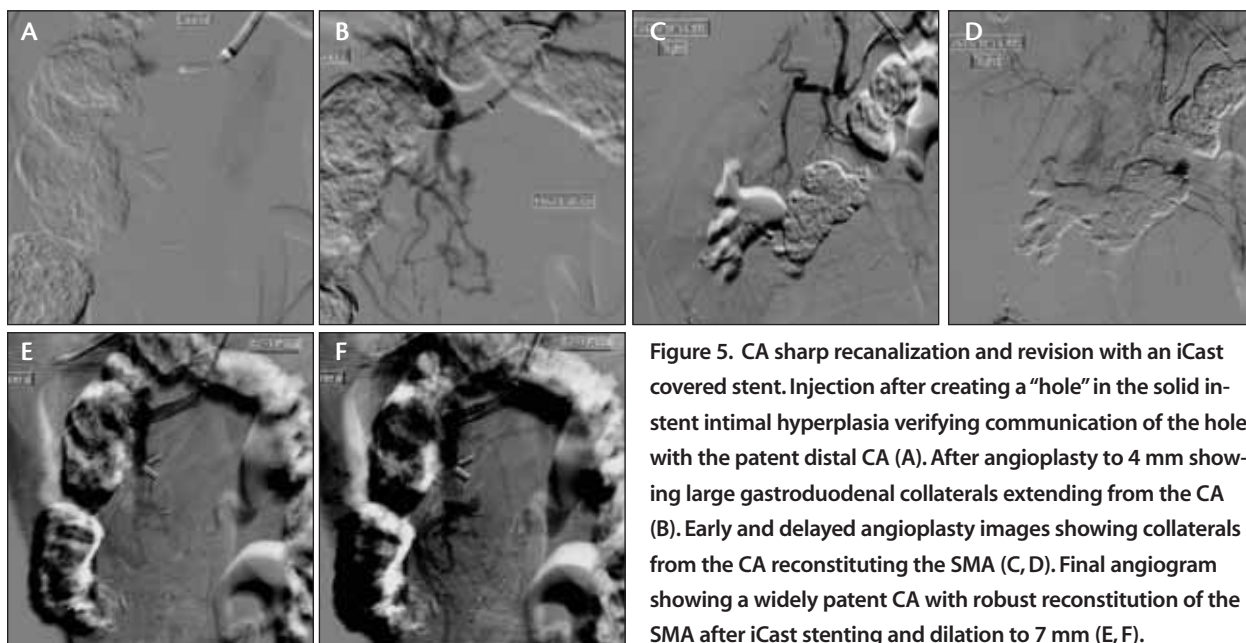 A
B
C
D
E
F
Figure 5. CA sharp recanalization and revision with an iCast
covered stent. Injection after creating a “hole” in the solid in-
stent intimal hyperplasia verifying communication of the hole
with the patent distal CA (A). After angioplasty to 4 mm show-
ing large gastroduodenal collaterals extending from the CA
(B). Early and delayed angioplasty images showing collaterals
from the CA reconstituting the SMA (C, D). Final angiogram
showing a widely patent CA with robust reconstitution of the
SMA after iCast stenting and dilation to 7 mm (E, F).